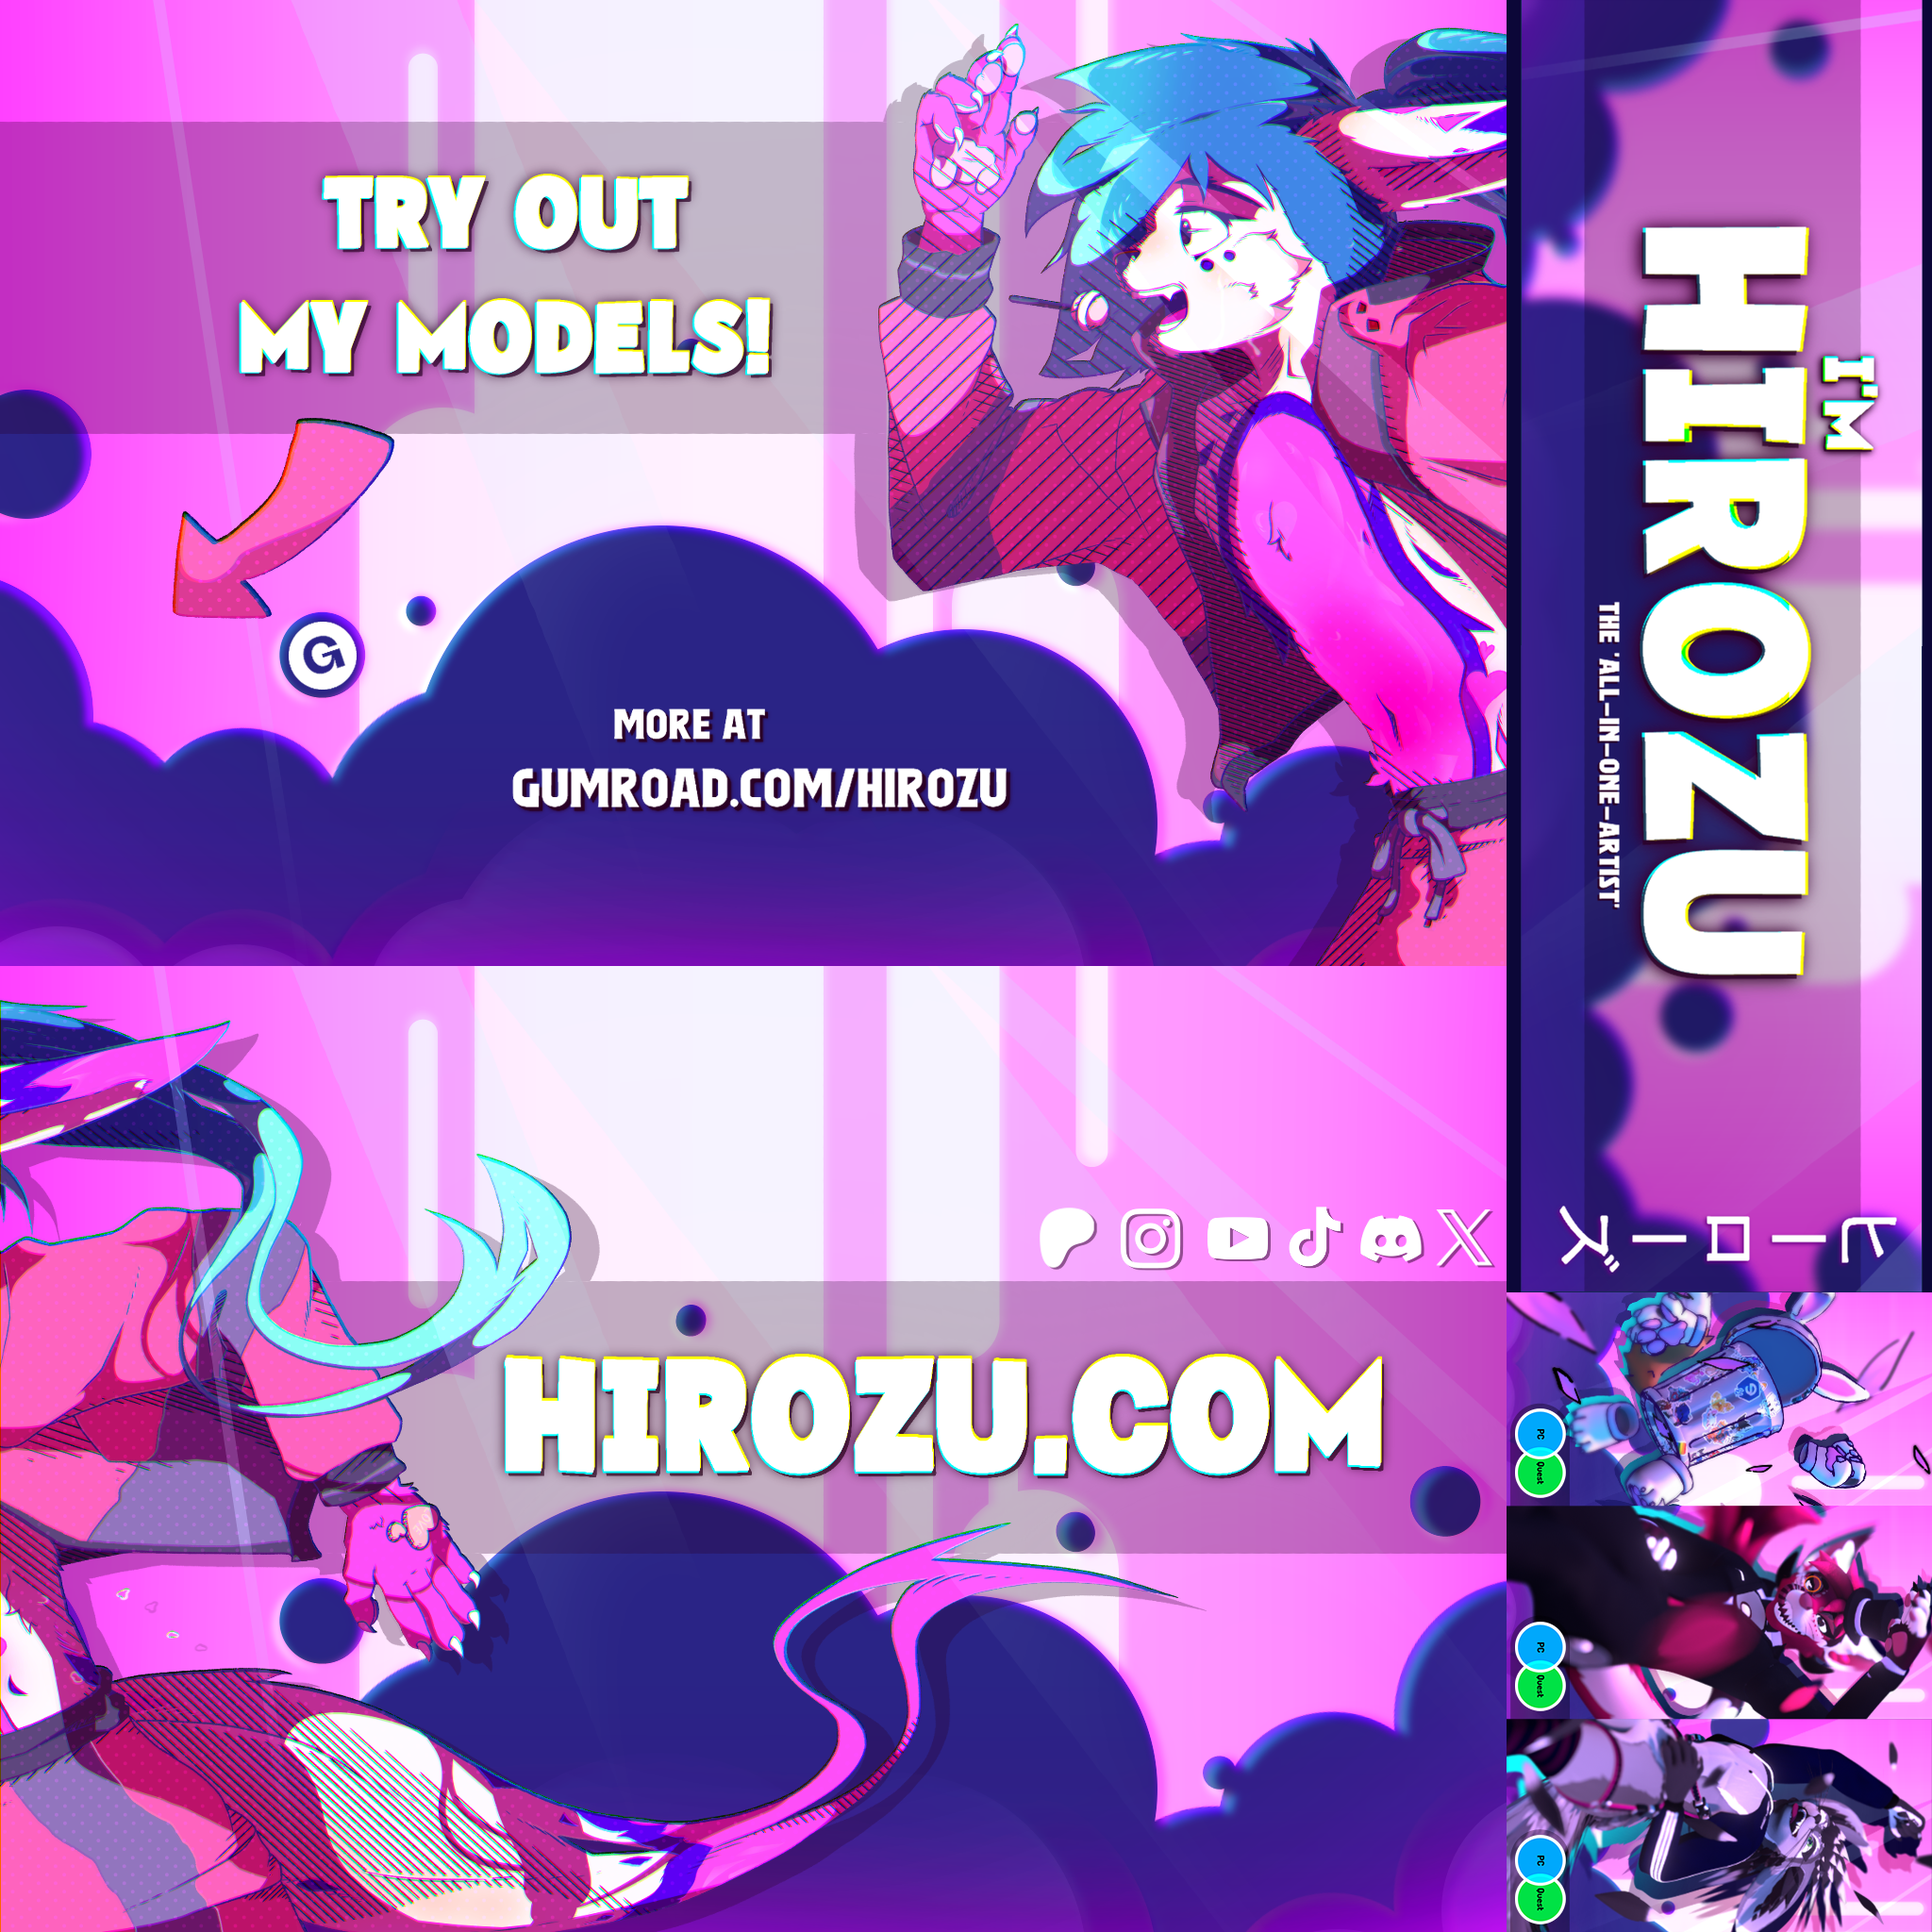 TRY OUT
MY MODELS!
G
MORE AT
GUMROAD.COM/HIROZU
HIROZU.COM
I'M
HIROZU
THE 'ALL-IN-ONE-ARTIST'
ヒーローズ
PC
Quest
PC
Quest
PC
Quest